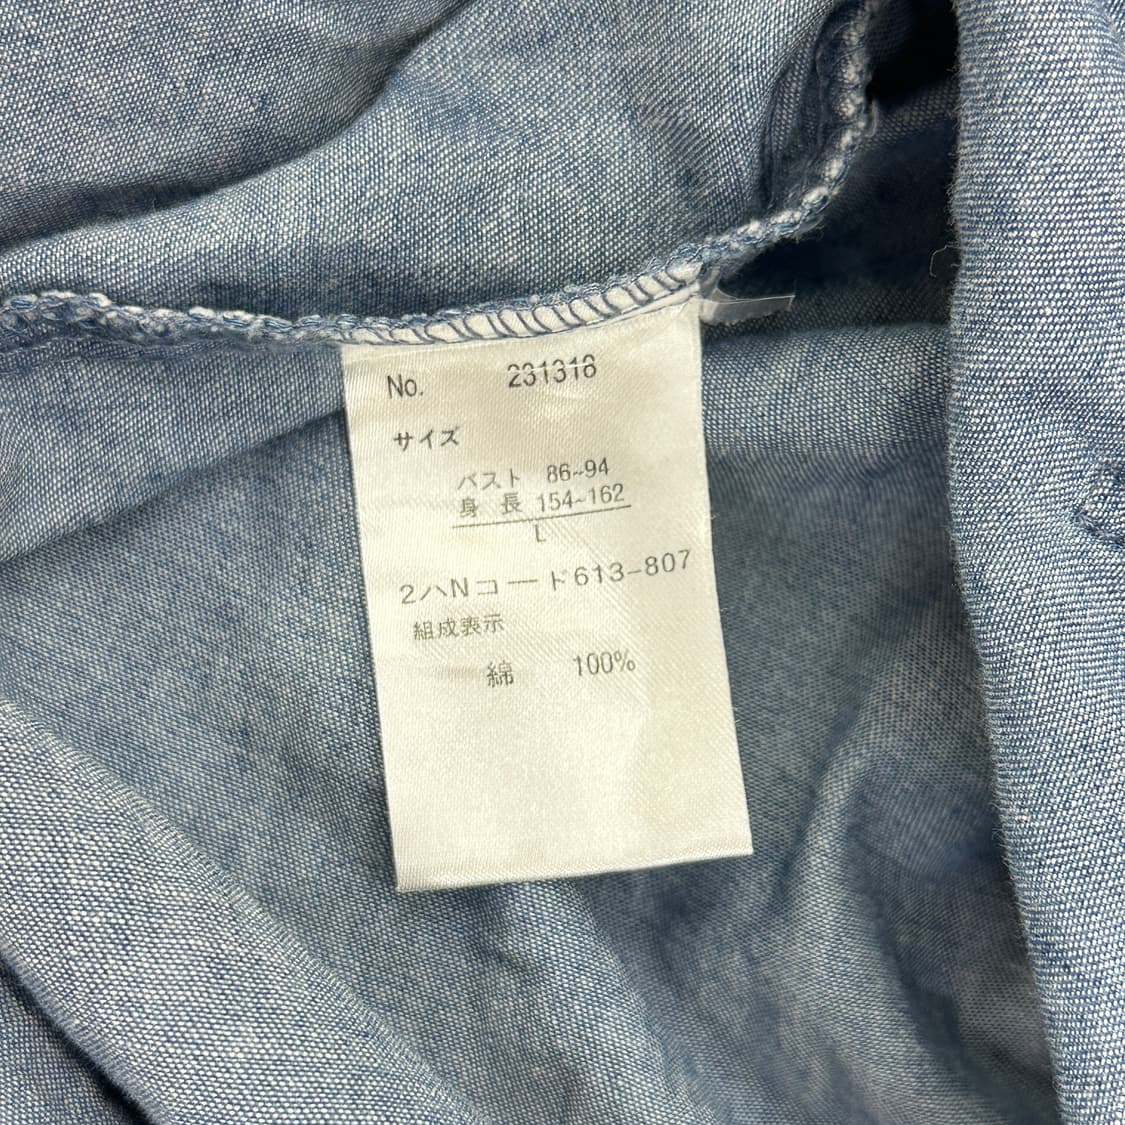 No. 231318
サイズ
バスト 86~94
身長 154~162
L
2ハNコード613-807
組成表示
綿 100%